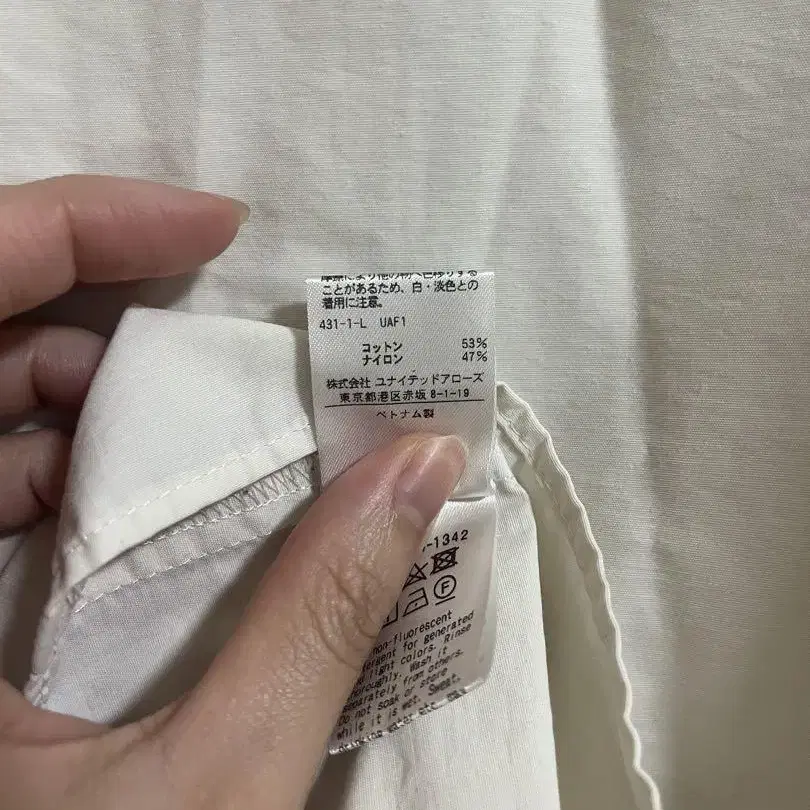 ことがあるため、白・淡色との
着用に注意。
431-1-L UAF1
コットン 53%
ナイロン 47%
株式会社 ユナイテッドアローズ
東京都港区赤坂 8-1-19
ベトナム製
-1342
F
non-fluorescent
for generated
light colors. Rinse
Wash it
separately from others.
Do not soak or store
while it is wet. Sweat,